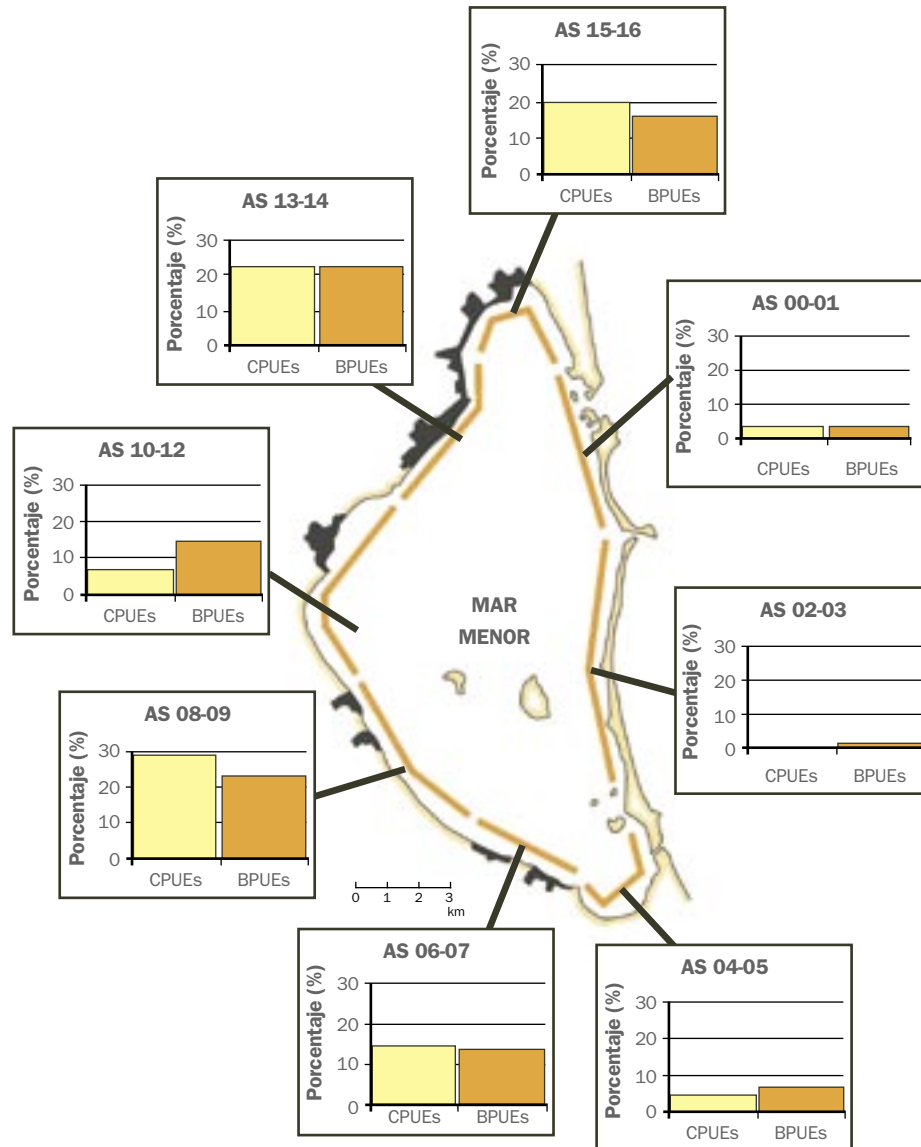 AS 15-16
Porcentaje (%)
30
20
10
0
CPUEs BPUEs
AS 13-14
Porcentaje (%)
30
20
10
0
CPUEs BPUEs
AS 00-01
Porcentaje (%)
30
20
10
0
CPUEs BPUEs
AS 10-12
Porcentaje (%)
30
20
10
0
CPUEs BPUEs
MAR
MENOR
AS 02-03
Porcentaje (%)
30
20
10
0
CPUEs BPUEs
AS 08-09
Porcentaje (%)
30
20
10
0
CPUEs BPUEs
0 1 2 3
km
AS 06-07
Porcentaje (%)
30
20
10
0
CPUEs BPUEs
AS 04-05
Porcentaje (%)
30
20
10
0
CPUEs BPUEs